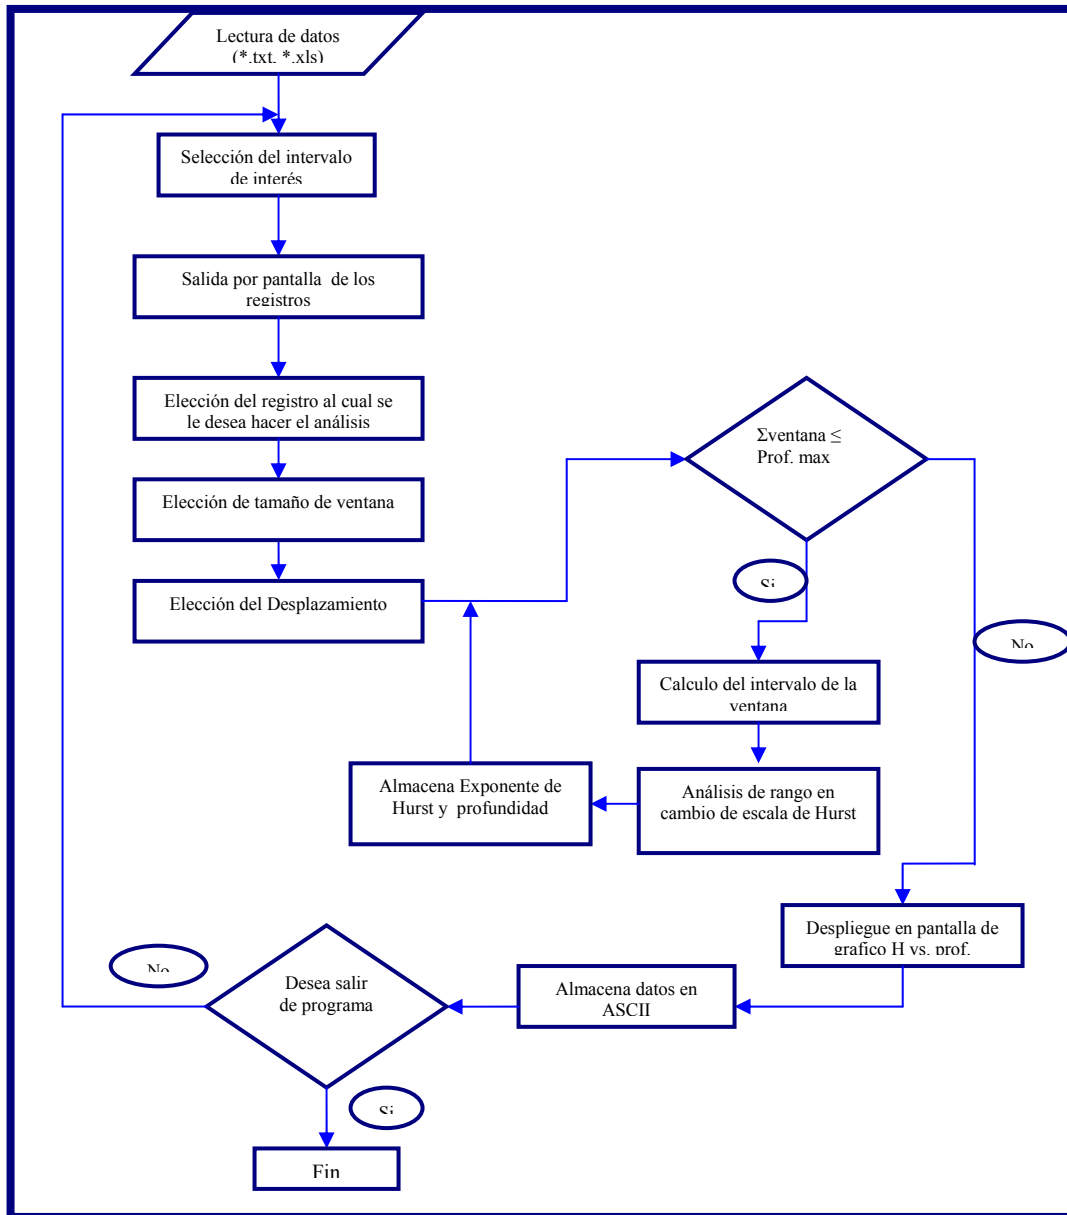 Lectura de datos
(*.txt, *.xls)
Selección del intervalo
de interés
Salida por pantalla de los
registros
Elección del registro al cual se
le desea hacer el análisis
Σventana ≤
Prof. max
Elección de tamaño de ventana
Si
Elección del Desplazamiento
No
Calculo del intervalo de la
ventana
Almacena Exponente de
Hurst y profundidad
Análisis de rango en
cambio de escala de Hurst
Despliegue en pantalla de
grafico H vs. prof.
No
Desea salir
de programa
Almacena datos en
ASCII
Si
Fin